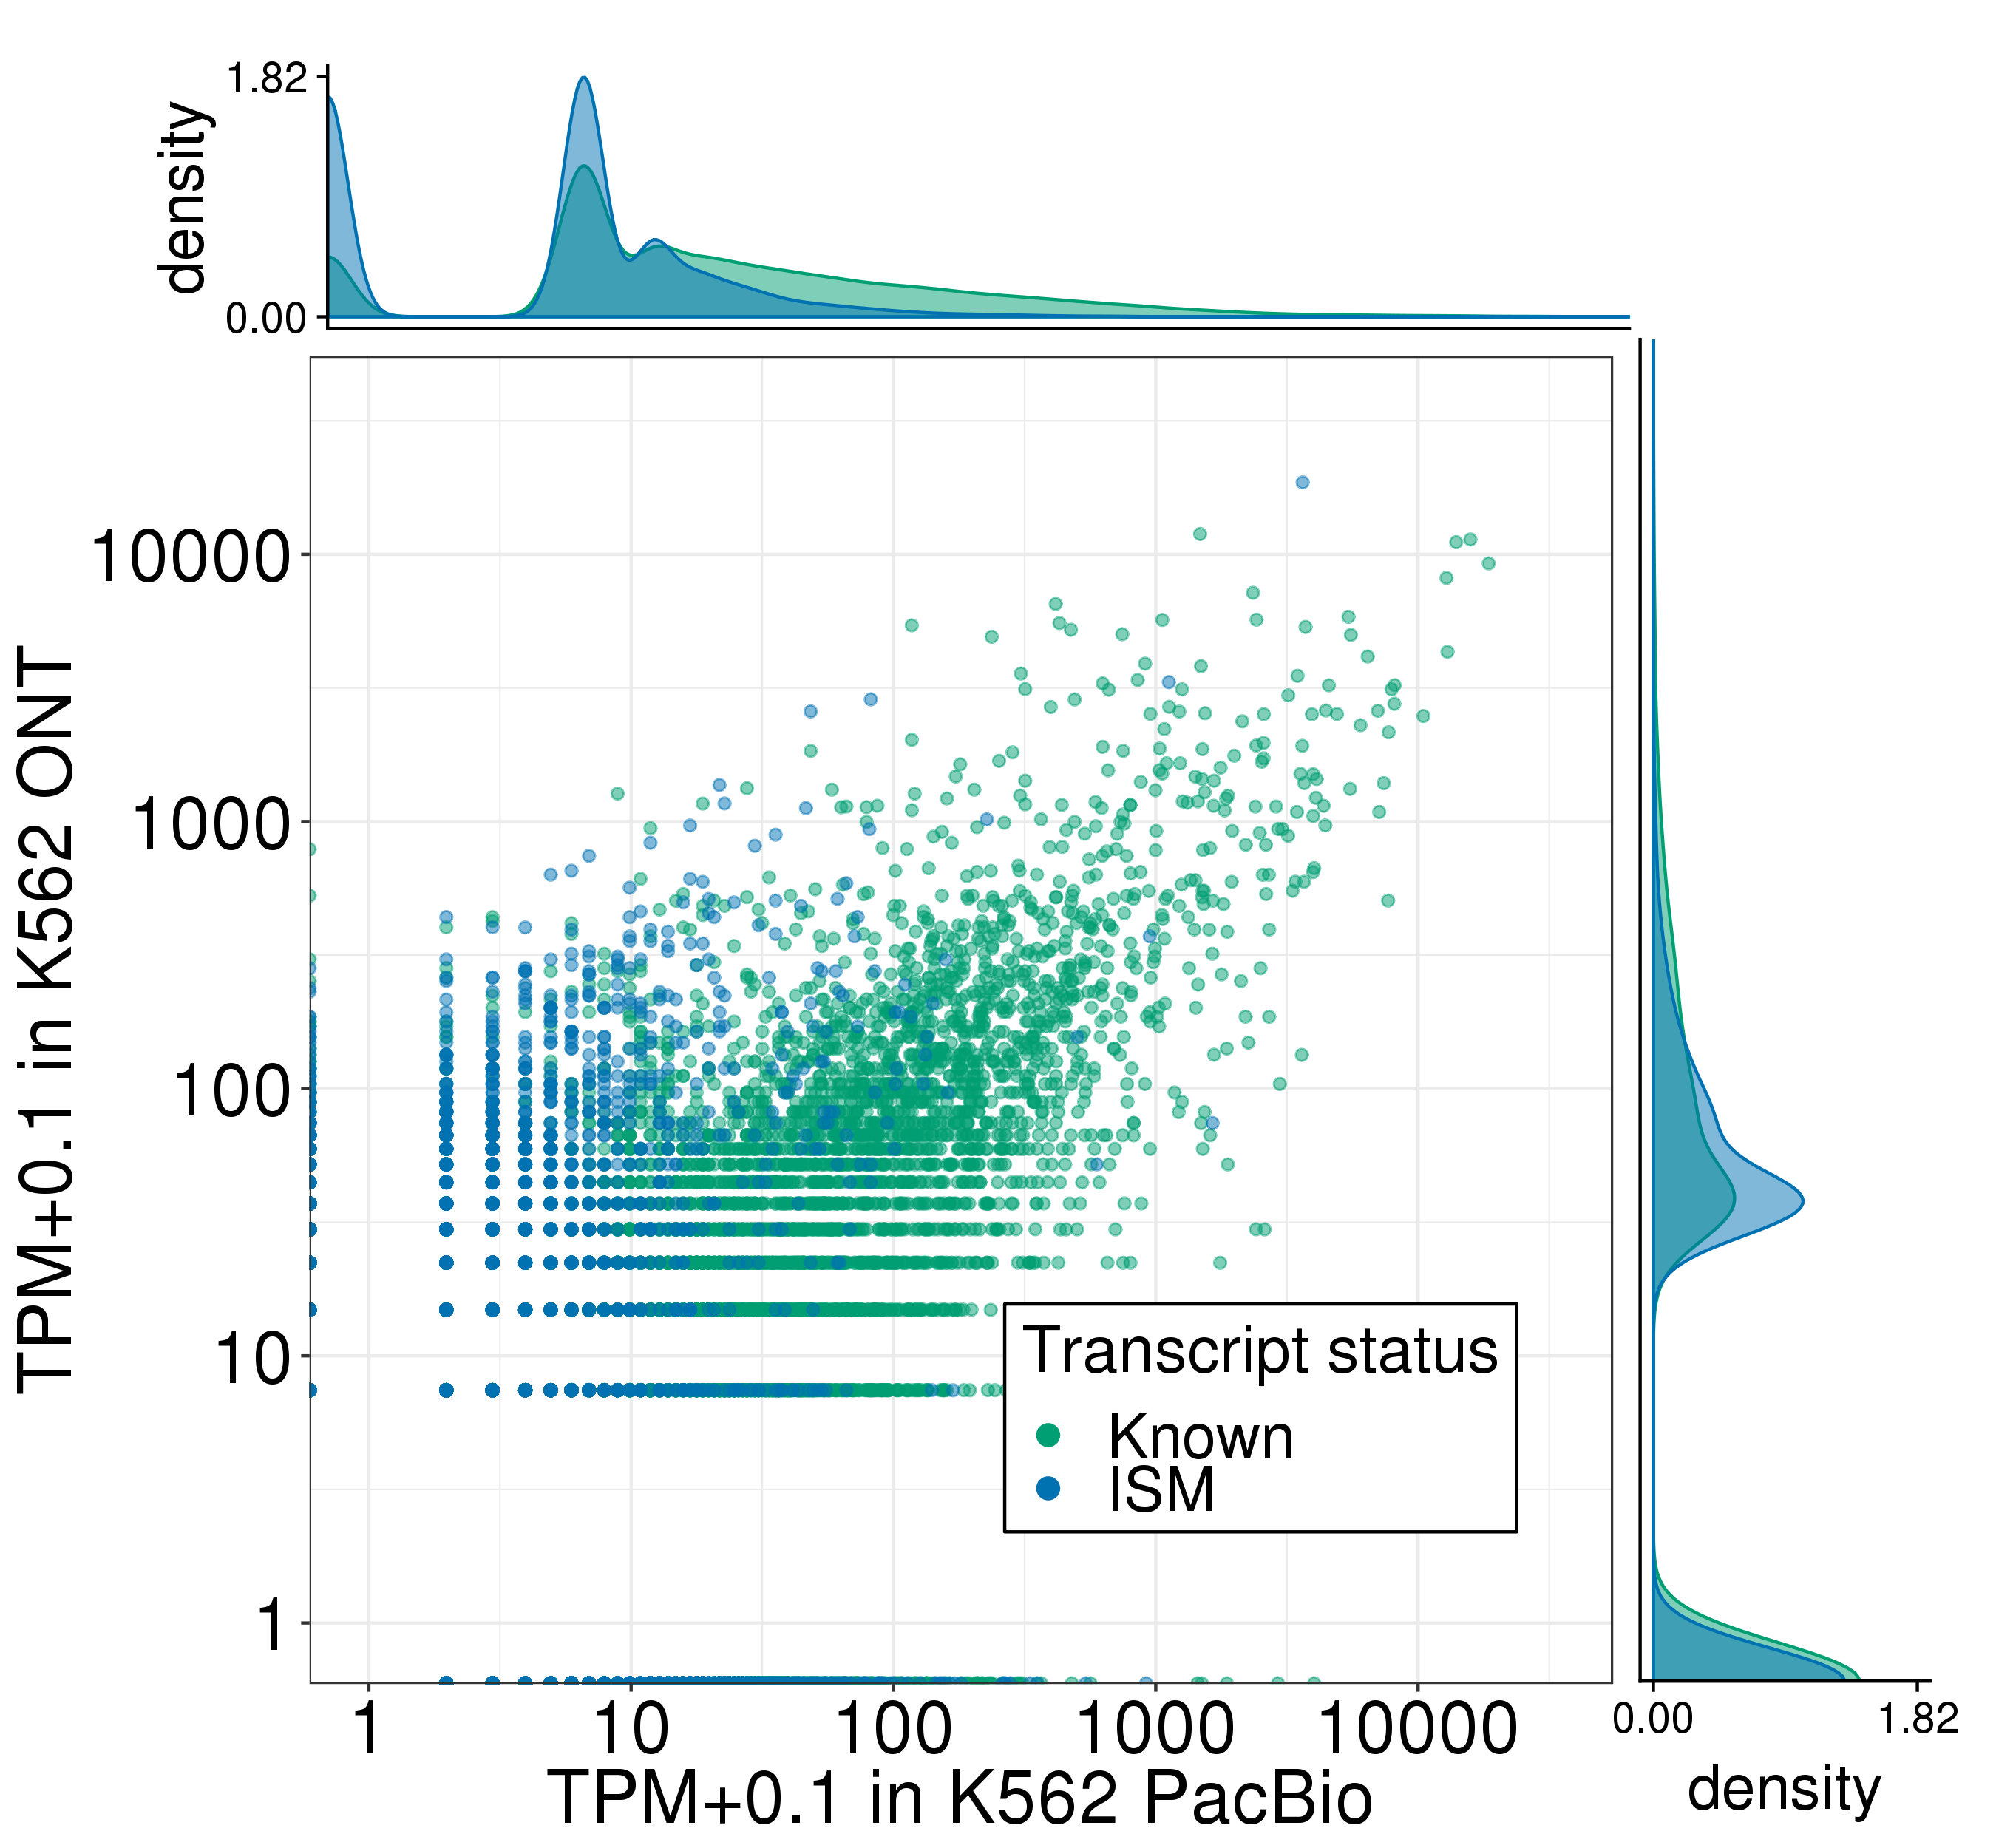 1.82
density
0.00
TPM+0.1 in K562 ONT
10000
1000
100
10
1
Transcript status
Known
ISM
1 10 100 1000 10000
TPM+0.1 in K562 PacBio
0.00 1.82
density